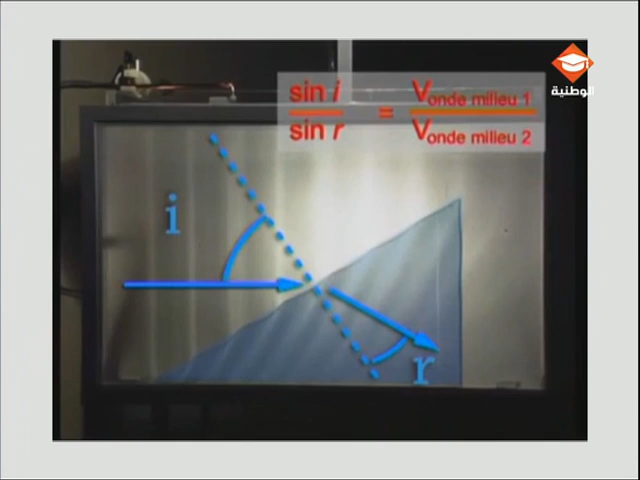 الوطنية
sin i / sin r = V onde milieu 1 / V onde milieu 2
i
r